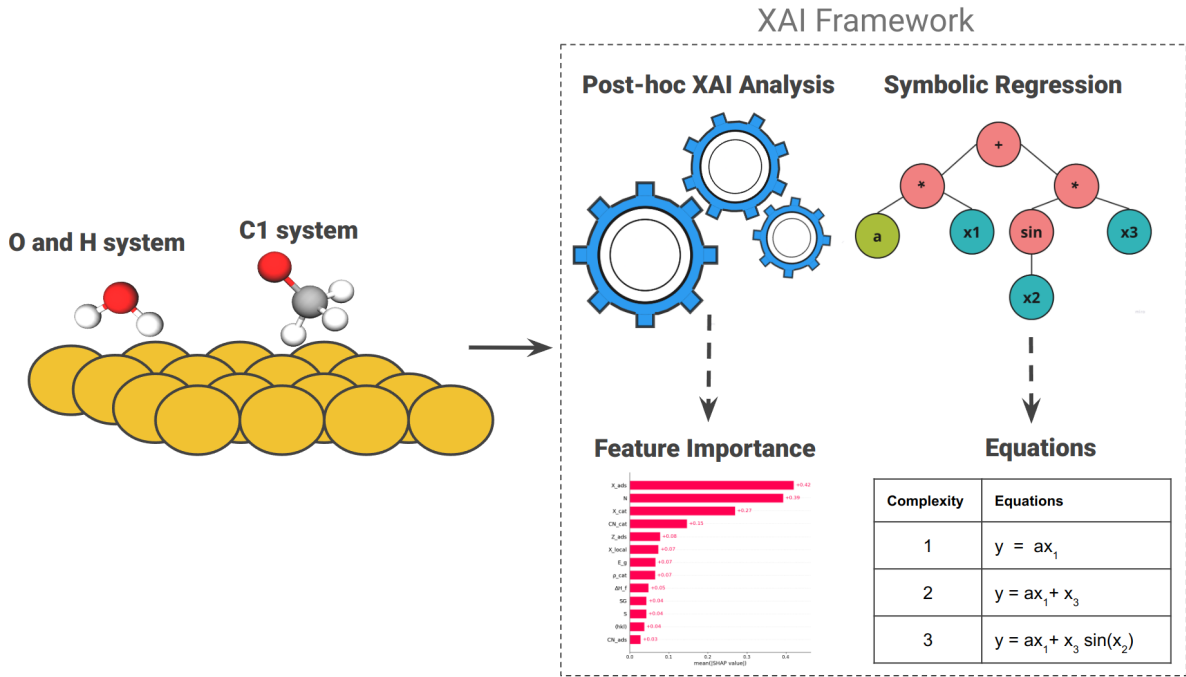 XAI Framework
Post-hoc XAI Analysis
Symbolic Regression
+
*
*
a
x1
sin
x3
x2
O and H system
C1 system
Feature Importance
X_ads +0.42
N +0.39
X_cat +0.27
CN_cat +0.15
Z_ads +0.08
X_local +0.07
E_g +0.07
ρ_cat +0.07
ΔH_f +0.05
SG +0.04
S +0.04
(hkl) +0.04
CN_ads +0.03
0.0 0.1 0.2 0.3 0.4
mean(|SHAP value|)
Equations
Complexity Equations
1 y = ax₁
2 y = ax₁+ x₃
3 y = ax₁+ x₃ sin(x₂)